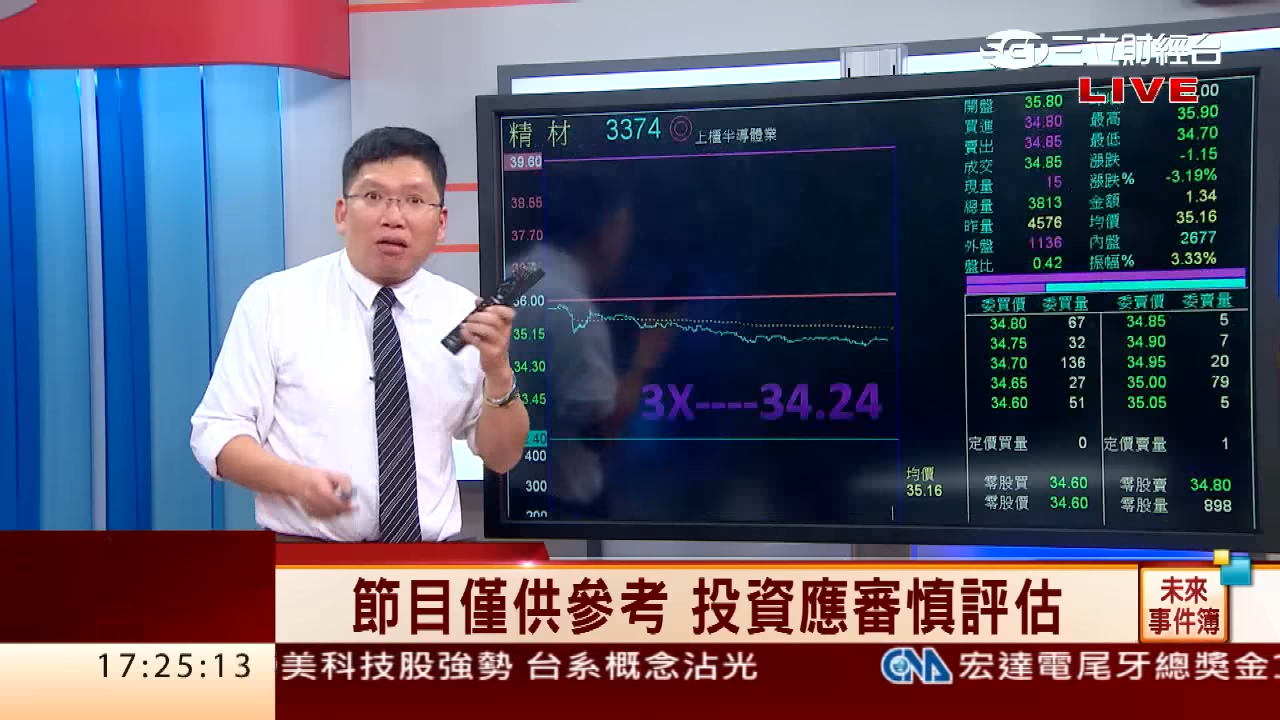 SET 三立財經台
LIVE
精材 3374 上櫃半導體業
39.60
38.55
37.70
36.00
35.15
34.30
33.45
400
300
200
3X----34.24
均價
35.16
開盤 35.80
買進 34.80 最高 35.90
賣出 34.85 最低 34.70
成交 34.85 漲跌 -1.15
現量 15 漲跌% -3.19%
總量 3813 金額 1.34
昨量 4576 均價 35.16
外盤 1136 內盤 2677
盤比 0.42 振幅% 3.33%
委買價 委買量 委賣價 委賣量
34.80 67 34.85 5
34.75 32 34.90 7
34.70 136 34.95 20
34.65 27 35.00 79
34.60 51 35.05 5
定價買量 0 定價賣量 1
零股買 34.60 零股賣 34.80
零股價 34.60 零股量 898
節目僅供參考 投資應審慎評估
未來
事件簿
17:25:13 美科技股強勢 台系概念沾光 CNA 宏達電尾牙總獎金